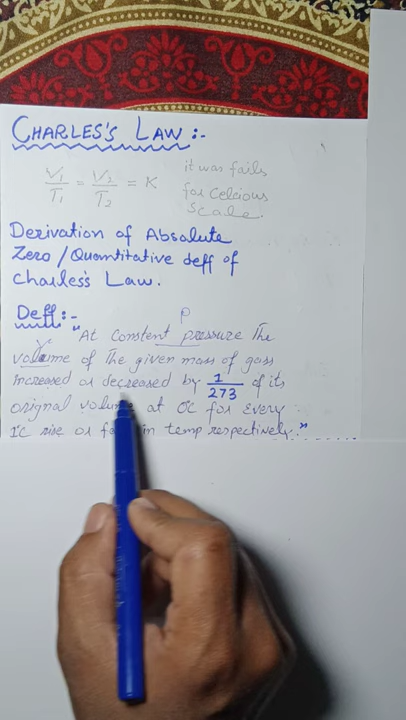 CHARLES'S LAW:-
V1/T1 = V2/T2 = K
it was fails
for Celcious
Scale.
Derivation of Absolute
Zero/Quantitative deff of
Charles's Law.
Deff:-
P
"At Constent pressure The
V
volume of The given mass of gass
increased or decreased by 1/273 of its
orignal volume at 0C for Every
1C rise or in temp respectively."